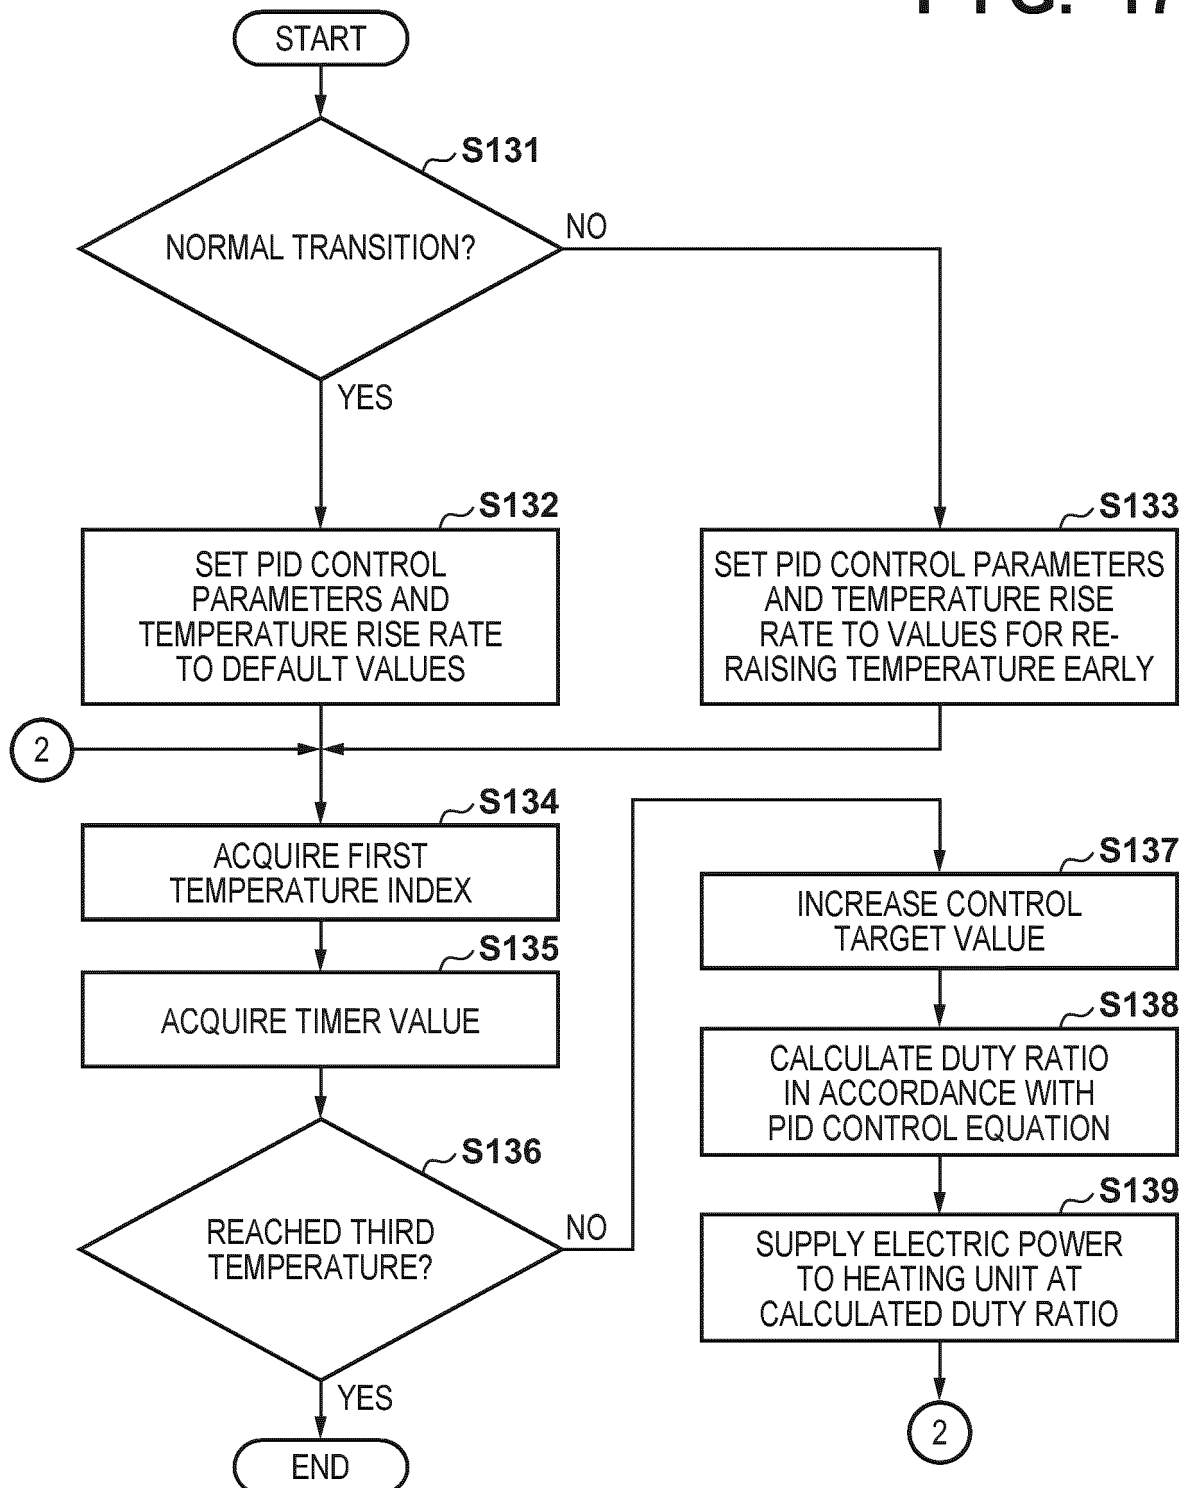 FIG. 17
START
S131
NORMAL TRANSITION?
NO
YES
S132
SET PID CONTROL
PARAMETERS AND
TEMPERATURE RISE RATE
TO DEFAULT VALUES
S133
SET PID CONTROL PARAMETERS
AND TEMPERATURE RISE
RATE TO VALUES FOR RE-
RAISING TEMPERATURE EARLY
2
S134
ACQUIRE FIRST
TEMPERATURE INDEX
S135
ACQUIRE TIMER VALUE
S136
REACHED THIRD
TEMPERATURE?
NO
YES
END
S137
INCREASE CONTROL
TARGET VALUE
S138
CALCULATE DUTY RATIO
IN ACCORDANCE WITH
PID CONTROL EQUATION
S139
SUPPLY ELECTRIC POWER
TO HEATING UNIT AT
CALCULATED DUTY RATIO
2